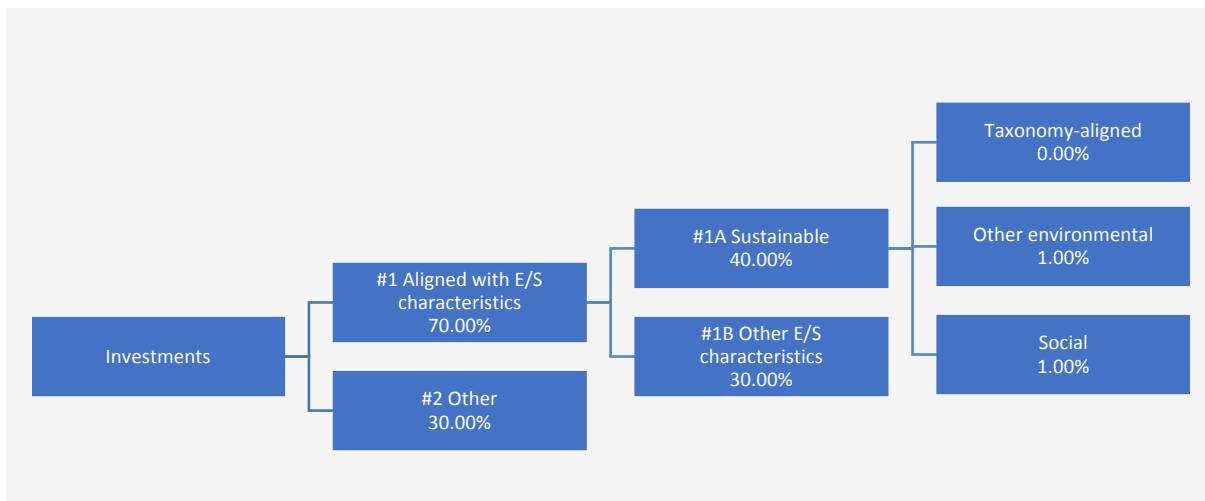 Investments
#1 Aligned with E/S
characteristics
70.00%
#2 Other
30.00%
#1A Sustainable
40.00%
#1B Other E/S
characteristics
30.00%
Taxonomy-aligned
0.00%
Other environmental
1.00%
Social
1.00%